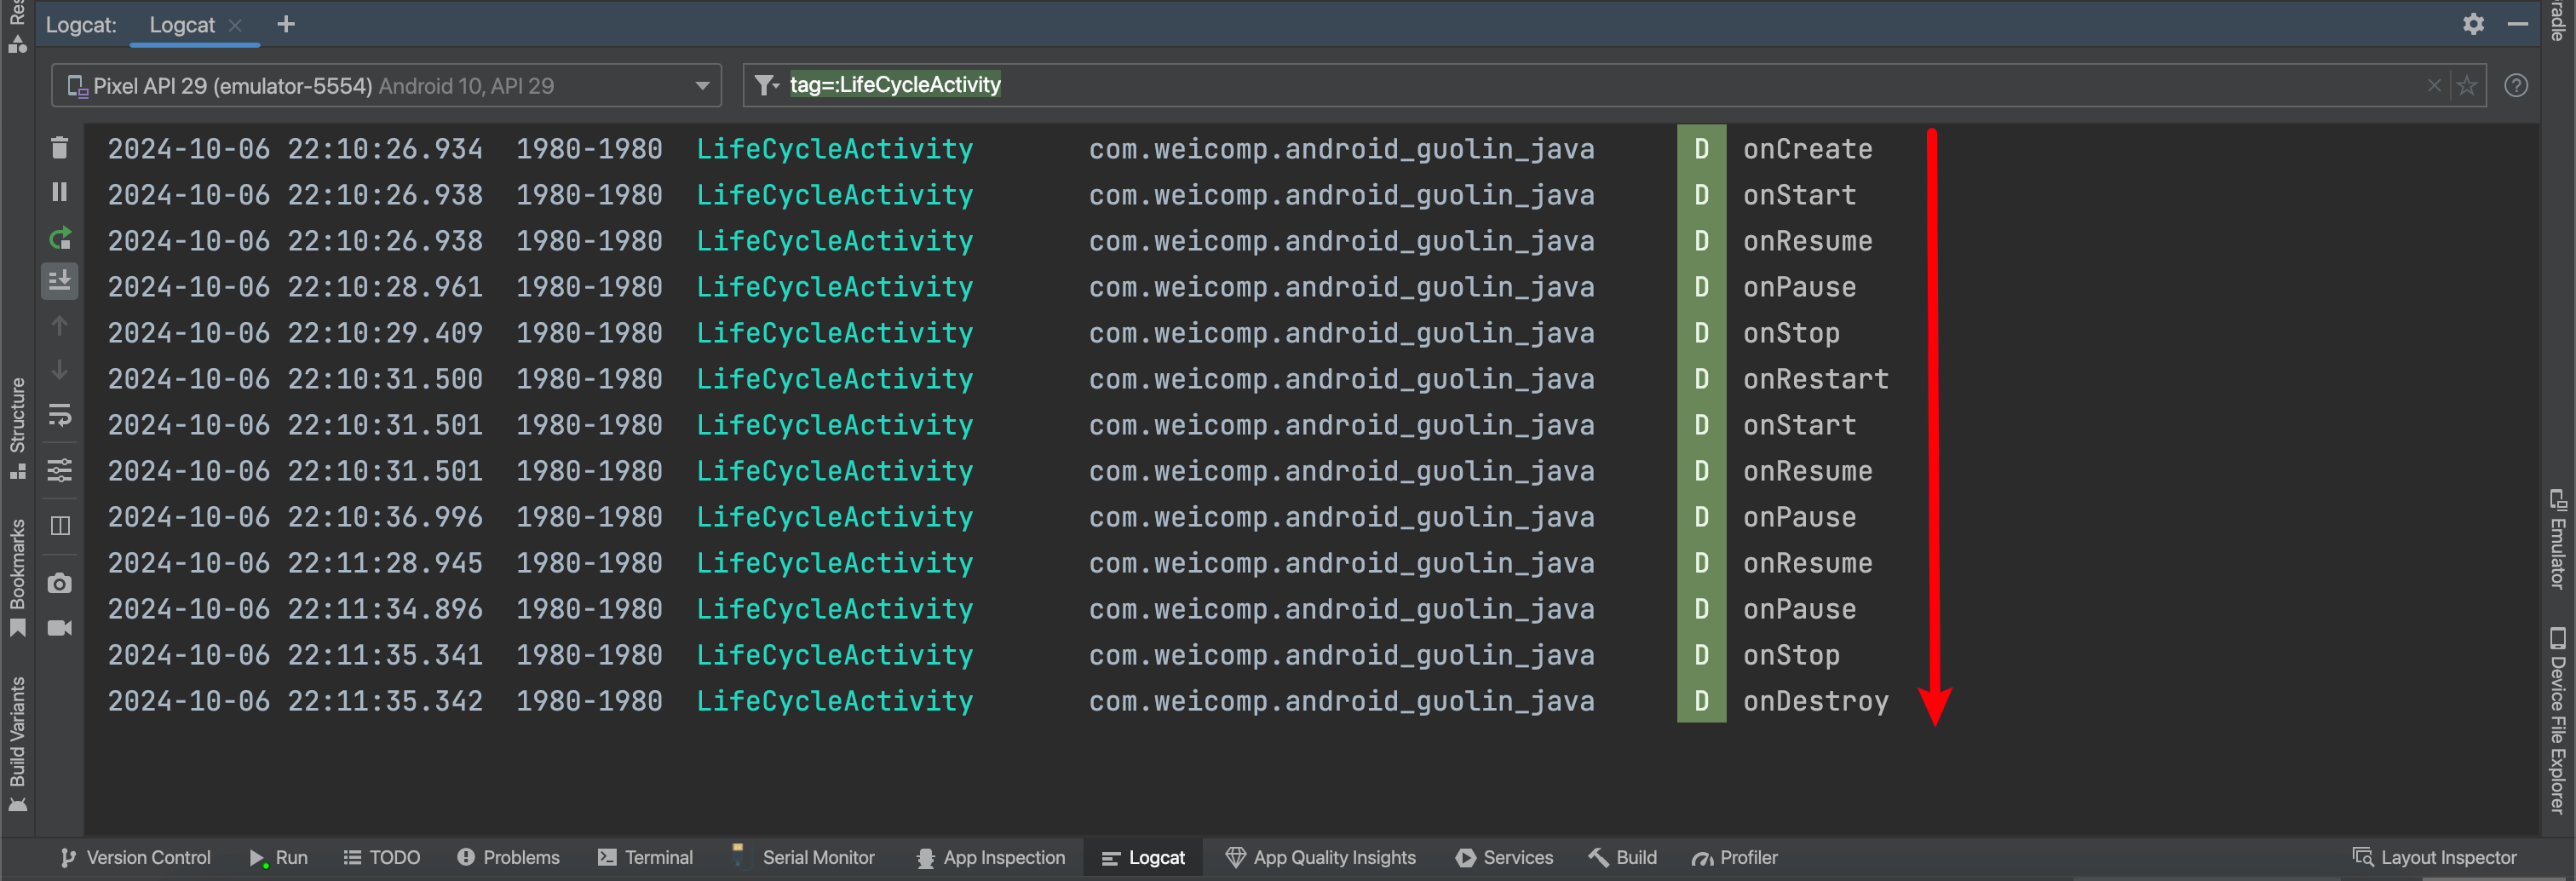 Logcat: Logcat
Pixel API 29 (emulator-5554) Android 10, API 29 tag=:LifeCycleActivity
2024-10-06 22:10:26.934 1980-1980 LifeCycleActivity com.weicomp.android_guolin_java D onCreate
2024-10-06 22:10:26.938 1980-1980 LifeCycleActivity com.weicomp.android_guolin_java D onStart
2024-10-06 22:10:26.938 1980-1980 LifeCycleActivity com.weicomp.android_guolin_java D onResume
2024-10-06 22:10:28.961 1980-1980 LifeCycleActivity com.weicomp.android_guolin_java D onPause
2024-10-06 22:10:29.409 1980-1980 LifeCycleActivity com.weicomp.android_guolin_java D onStop
2024-10-06 22:10:31.500 1980-1980 LifeCycleActivity com.weicomp.android_guolin_java D onRestart
2024-10-06 22:10:31.501 1980-1980 LifeCycleActivity com.weicomp.android_guolin_java D onStart
2024-10-06 22:10:31.501 1980-1980 LifeCycleActivity com.weicomp.android_guolin_java D onResume
2024-10-06 22:10:36.996 1980-1980 LifeCycleActivity com.weicomp.android_guolin_java D onPause
2024-10-06 22:11:28.945 1980-1980 LifeCycleActivity com.weicomp.android_guolin_java D onResume
2024-10-06 22:11:34.896 1980-1980 LifeCycleActivity com.weicomp.android_guolin_java D onPause
2024-10-06 22:11:35.341 1980-1980 LifeCycleActivity com.weicomp.android_guolin_java D onStop
2024-10-06 22:11:35.342 1980-1980 LifeCycleActivity com.weicomp.android_guolin_java D onDestroy
Structure
Bookmarks
Build Variants
Emulator
Device File Explorer
Version Control Run TODO Problems Terminal Serial Monitor App Inspection Logcat App Quality Insights Services Build Profiler Layout Inspector